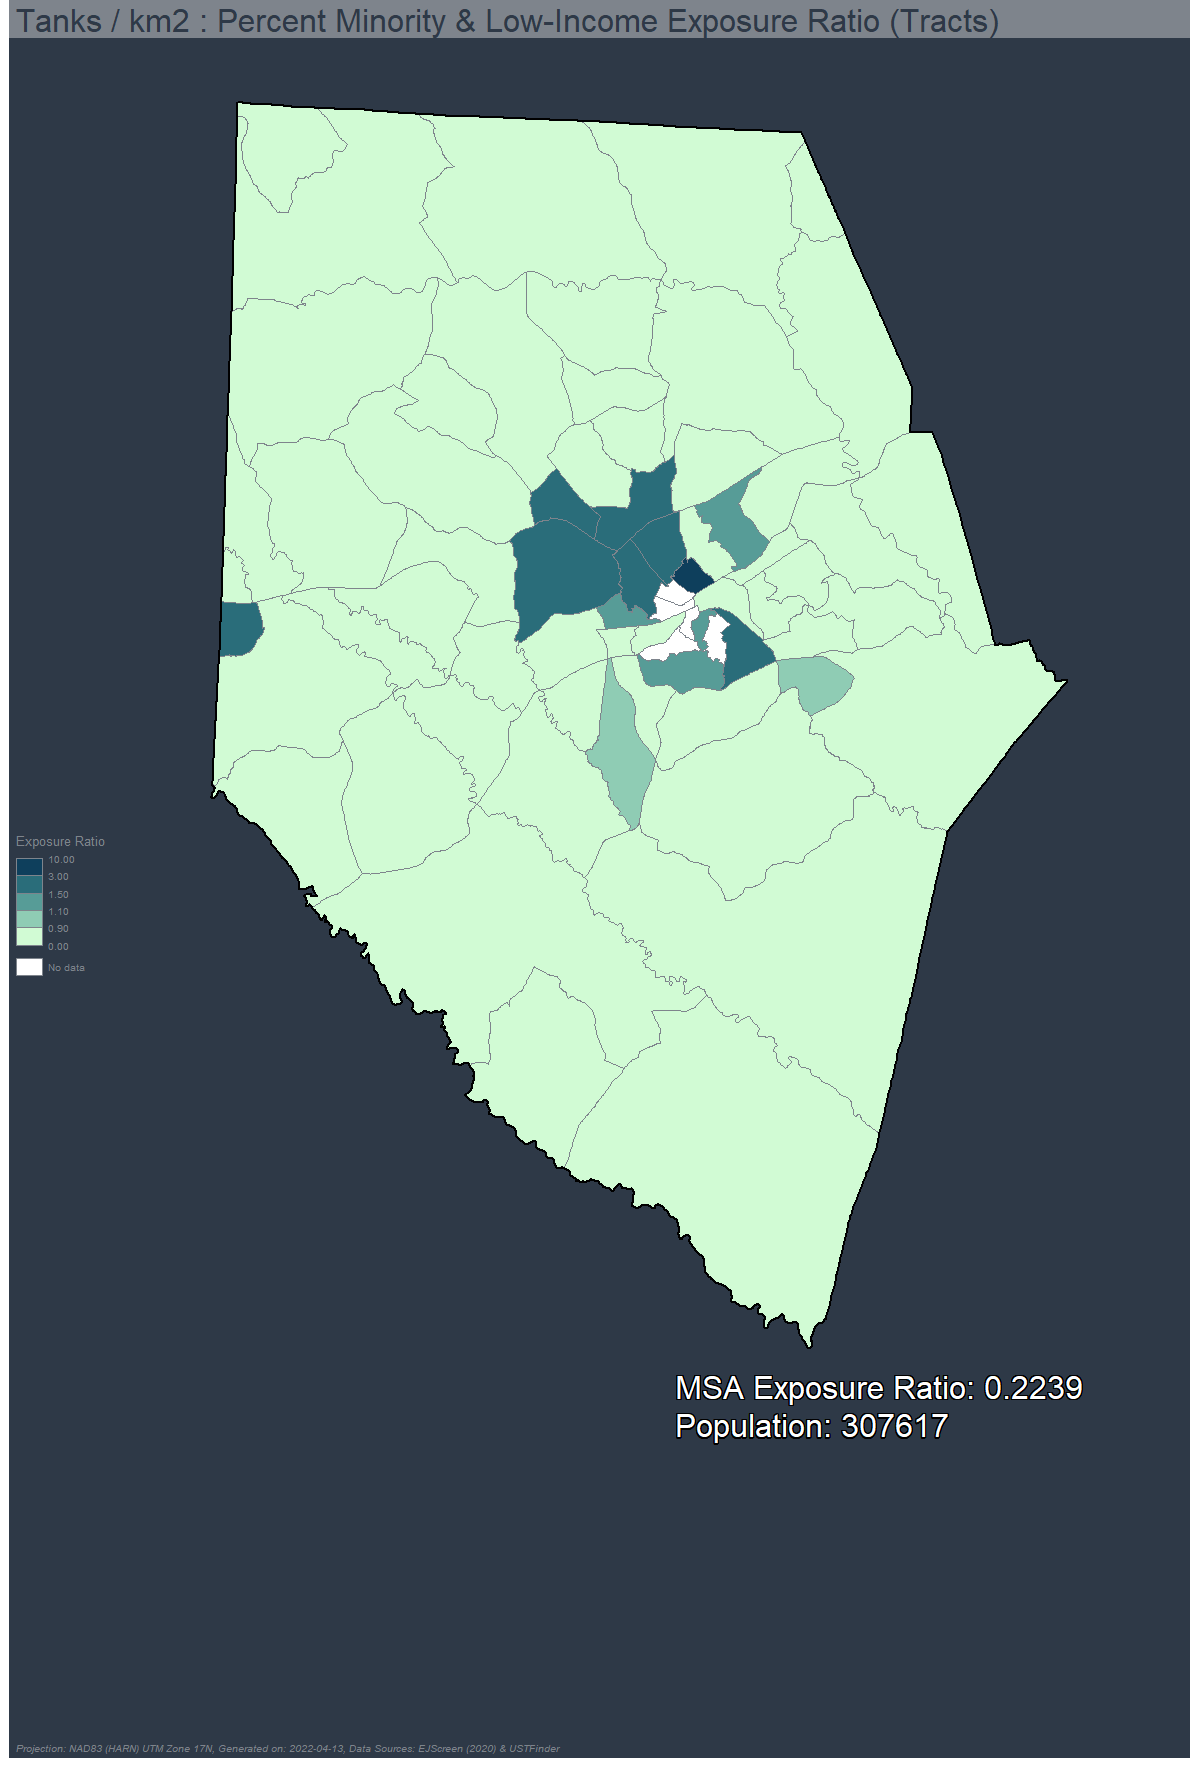 Tanks / km2 : Percent Minority & Low-Income Exposure Ratio (Tracts)
Exposure Ratio
10.00
3.00
1.50
1.10
0.90
0.00
No data
MSA Exposure Ratio: 0.2239
Population: 307617
Projection: NAD83 (HARN) UTM Zone 17N, Generated on: 2022-04-13, Data Sources: EJScreen (2020) & USTFinder